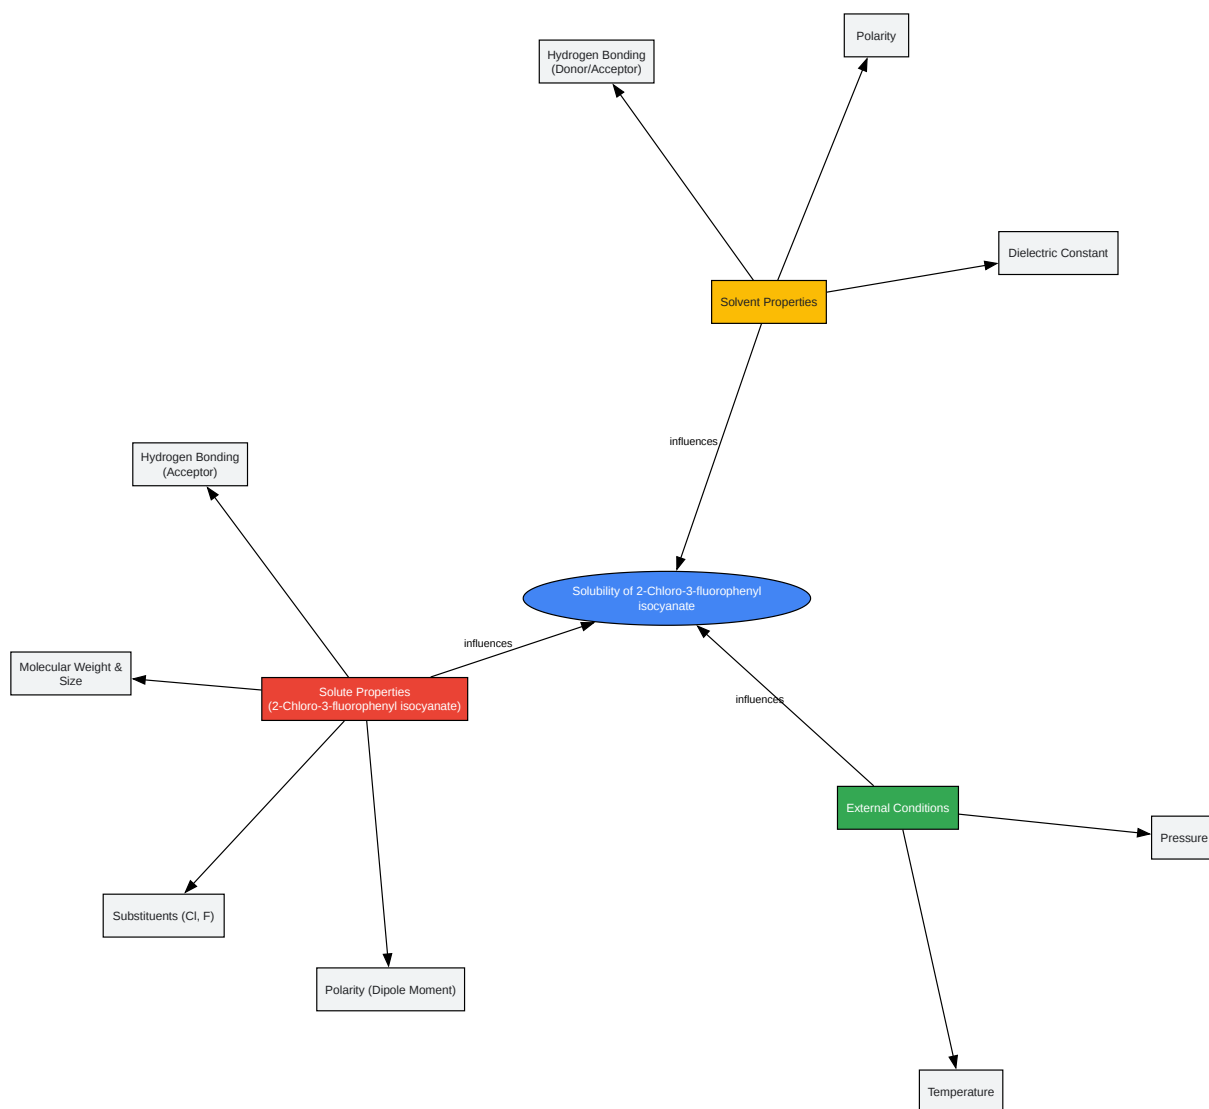 Polarity
Hydrogen Bonding
(Donor/Acceptor)
Dielectric Constant
Solvent Properties
influences
Hydrogen Bonding
(Acceptor)
Solubility of 2-Chloro-3-fluorophenyl
isocyanate
influences
Molecular Weight &
Size
Solute Properties
(2-Chloro-3-fluorophenyl isocyanate)
influences
External Conditions
Pressure
Substituents (Cl, F)
Polarity (Dipole Moment)
Temperature